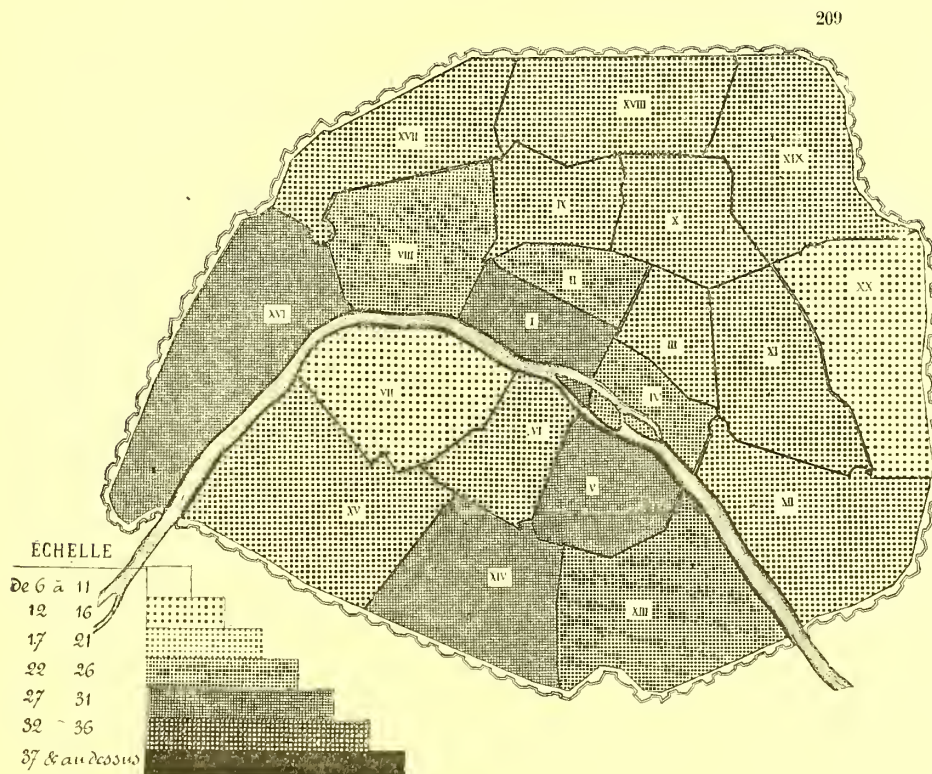 209
XVIII
XVII
XIX
IX
X
VIII
II
XX
XVI
I
III
XI
VII
IV
VI
V
XV
XII
XIV
XIII
ÉCHELLE
De 6 à 11
12 16
17 21
22 26
27 31
32 - 36
37 & au dessus